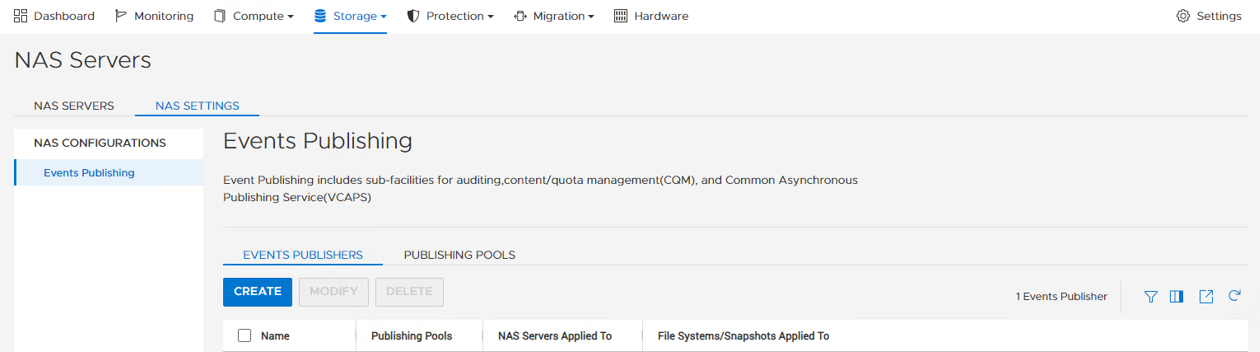 Dashboard Monitoring Compute Storage Protection Migration Hardware Settings
NAS Servers
NAS SERVERS NAS SETTINGS
NAS CONFIGURATIONS
Events Publishing
Events Publishing
Event Publishing includes sub-facilities for auditing,content/quota management(CQM), and Common Asynchronous
Publishing Service(VCAPS)
EVENTS PUBLISHERS PUBLISHING POOLS
CREATE MODIFY DELETE
1 Events Publisher
Name Publishing Pools NAS Servers Applied To File Systems/Snapshots Applied To